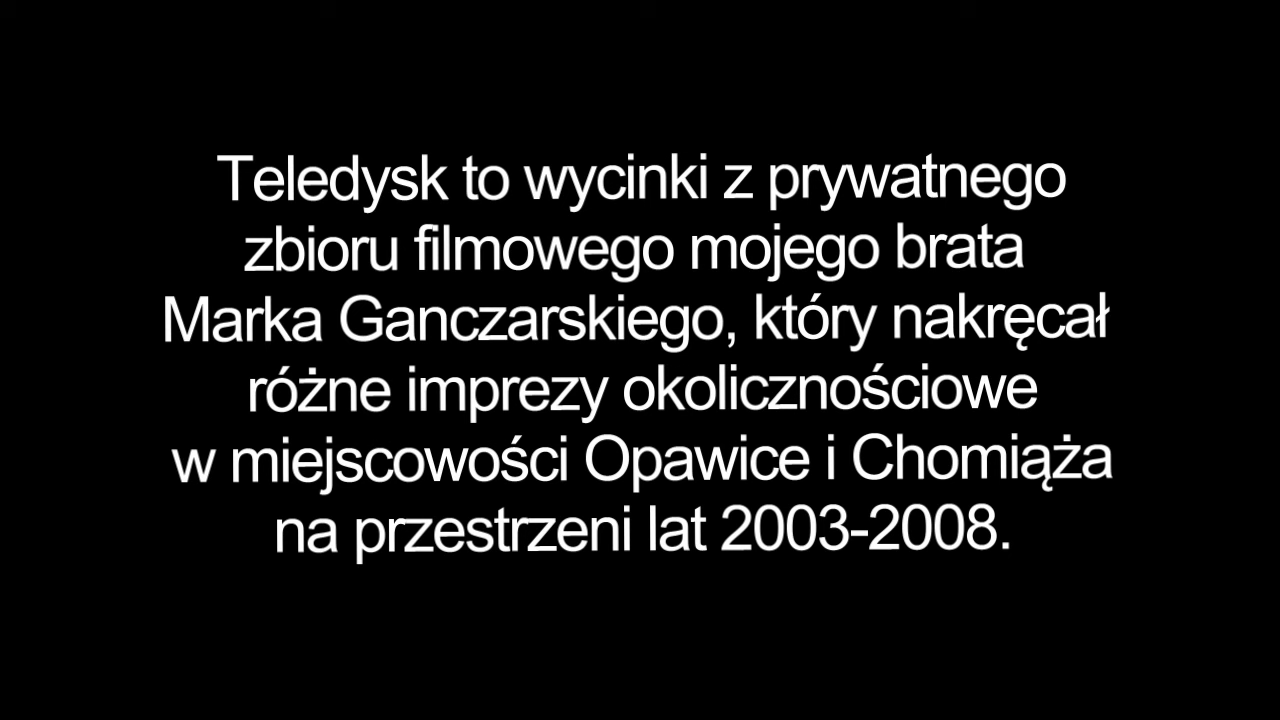 Teledysk to wycinki z prywatnego
zbioru filmowego mojego brata
Marka Ganczarskiego, który nakręcał
różne imprezy okolicznościowe
w miejscowości Opawice i Chomiąża
na przestrzeni lat 2003-2008.